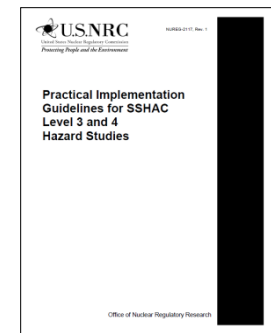 U.S.NRC
NUREG-2117, Rev. 1
United States Nuclear Regulatory Commission
Protecting People and the Environment
Practical Implementation
Guidelines for SSHAC
Level 3 and 4
Hazard Studies
Office of Nuclear Regulatory Research